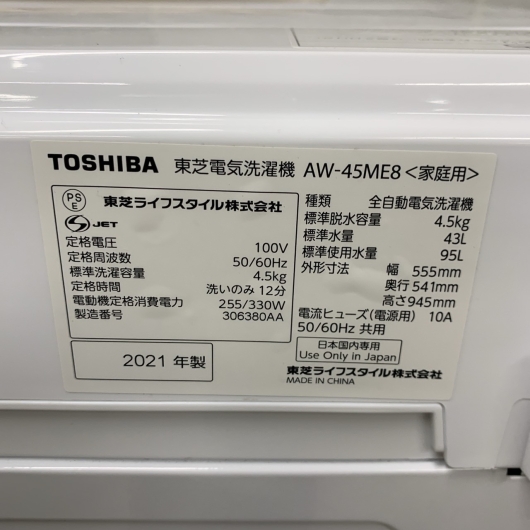 TOSHIBA 東芝電気洗濯機 AW-45ME8<家庭用>
PS E
東芝ライフスタイル株式会社
S JET
定格電圧 100V
定格周波数 50/60Hz
標準洗濯容量 4.5kg
定格時間 洗いのみ 12分
電動機定格消費電力 255/330W
製造番号 306380AA
2021 年製
種類 全自動電気洗濯機
標準脱水容量 4.5kg
標準水量 43L
標準使用水量 95L
外形寸法 幅 555mm
奥行 541mm
高さ 945mm
電流ヒューズ(電源用) 10A
50/60Hz 共用
日本国内専用
Use Only in Japan
東芝ライフスタイル株式会社
MADE IN CHINA